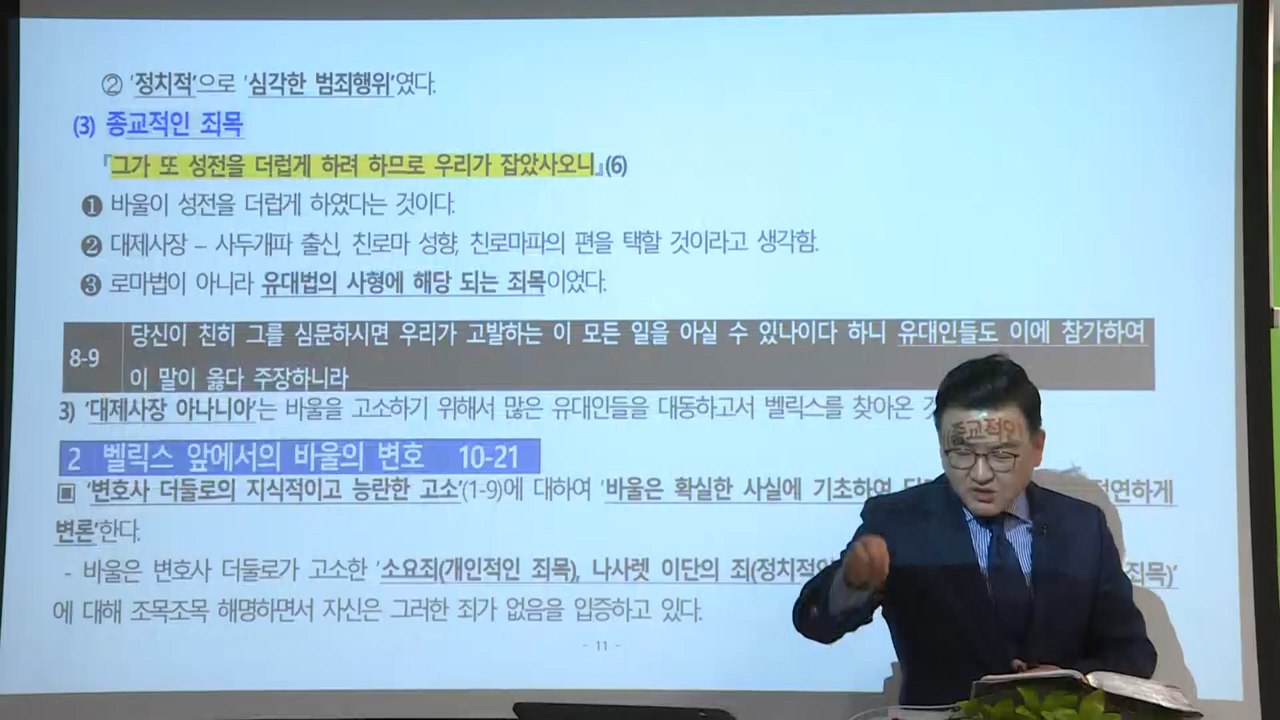 ② '정치적'으로 '심각한 범죄행위'였다.
(3) 종교적인 죄목
『그가 또 성전을 더럽게 하려 하므로 우리가 잡았사오니』(6)
❶ 바울이 성전을 더럽게 하였다는 것이다.
❷ 대제사장 – 사두개파 출신, 친로마 성향, 친로마파의 편을 택할 것이라고 생각함.
❸ 로마법이 아니라 유대법의 사형에 해당 되는 죄목이었다.
8-9 당신이 친히 그를 심문하시면 우리가 고발하는 이 모든 일을 아실 수 있나이다 하니 유대인들도 이에 참가하여
이 말이 옳다 주장하니라
3) '대제사장 아나니아'는 바울을 고소하기 위해서 많은 유대인들을 대동하고서 벨릭스를 찾아온
2 벨릭스 앞에서의 바울의 변호 10-21
▣ '변호사 더둘로의 지식적이고 능란한 고소'(1-9)에 대하여 '바울은 확실한 사실에 기초하여 정연하게
변론'한다.
- 바울은 변호사 더둘로가 고소한 '소요죄(개인적인 죄목), 나사렛 이단의 죄(정치적인 종교적인 죄목)'
에 대해 조목조목 해명하면서 자신은 그러한 죄가 없음을 입증하고 있다.
- 11 -